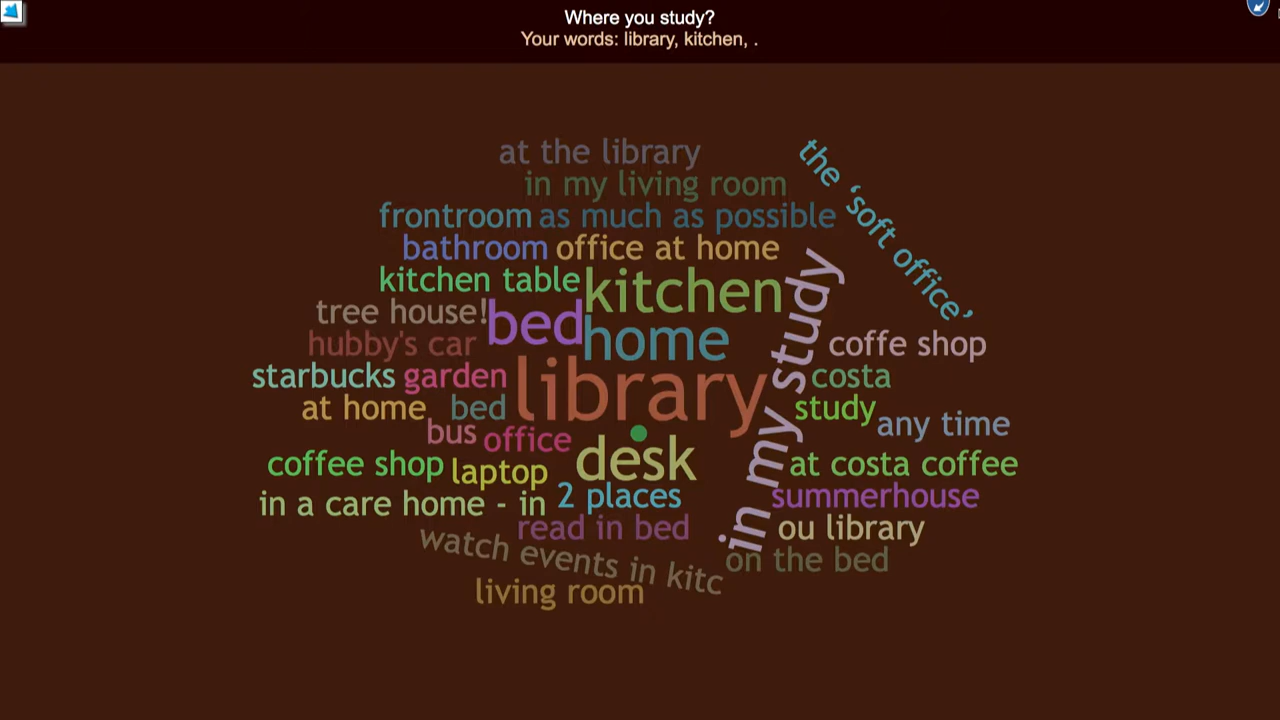 Where you study?
Your words: library, kitchen, .
at the library
in my living room
the ‘soft office’
frontroom
as much as possible
bathroom
office at home
kitchen table
kitchen
in my study
tree house!
bed
home
hubby's car
coffe shop
starbucks
garden
library
costa
at home
bed
study
bus
office
any time
coffee shop
laptop
desk
at costa coffee
in a care home - in
2 places
summerhouse
read in bed
ou library
watch events in kitc
on the bed
living room